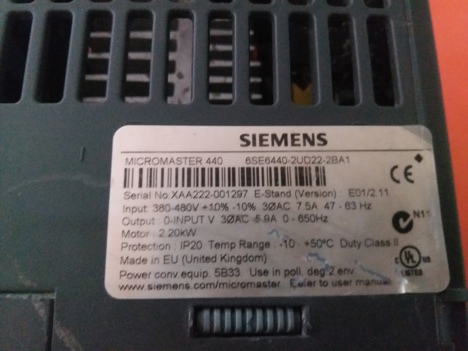 SIEMENS
MICROMASTER 440 6SE6440-2UD22-2BA1
Serial No:XAA222-001297 E-Stand (Version) : E01/2.11
Input: 380-480V +10% -10% 3ØAC 7.5A 47 - 63 Hz
Output : 0-INPUT V 3ØAC 5.9A 0 - 650Hz
Motor : 2.20kW
Protection : IP20 Temp Range : -10 - +50°C Duty Class II
Made in EU (United Kingdom)
Power conv.equip. 5B33 Use in poll. deg 2 env.
www.siemens.com/micromaster Refer to user manual
CE
UL
LISTED